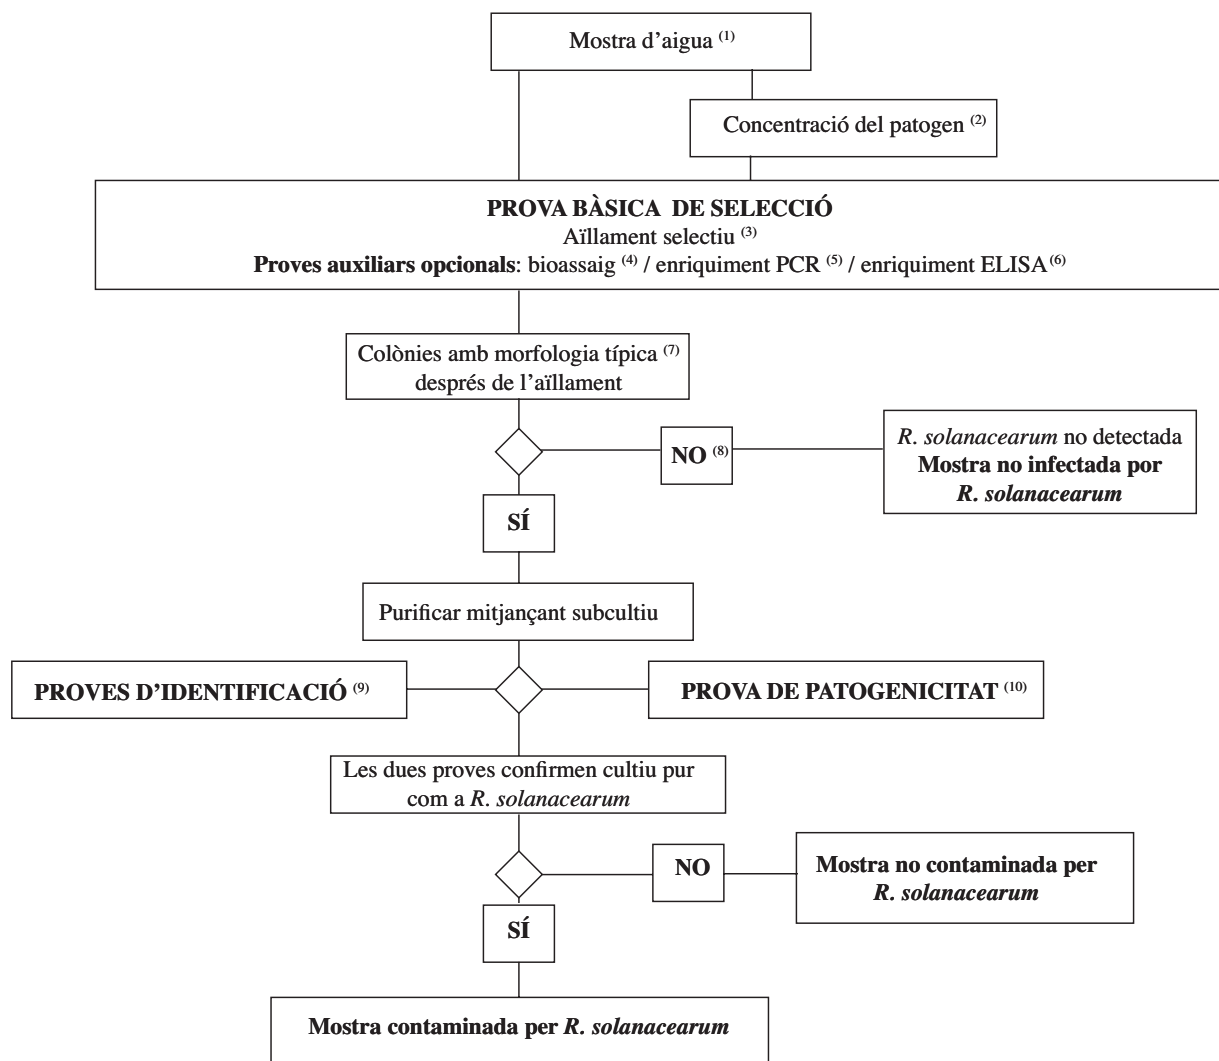 Mostra d’aigua (1)
Concentració del patogen (2)
PROVA BÀSICA DE SELECCIÓ
Aïllament selectiu (3)
Proves auxiliars opcionals: bioassaig (4) / enriquiment PCR (5) / enriquiment ELISA(6)
Colònies amb morfologia típica (7)
després de l’aïllament
NO (8)
R. solanacearum no detectada
Mostra no infectada por
R. solanacearum
SÍ
Purificar mitjançant subcultiu
PROVES D’IDENTIFICACIÓ (9)
PROVA DE PATOGENICITAT (10)
Les dues proves confirmen cultiu pur
com a R. solanacearum
NO
Mostra no contaminada per
R. solanacearum
SÍ
Mostra contaminada per R. solanacearum